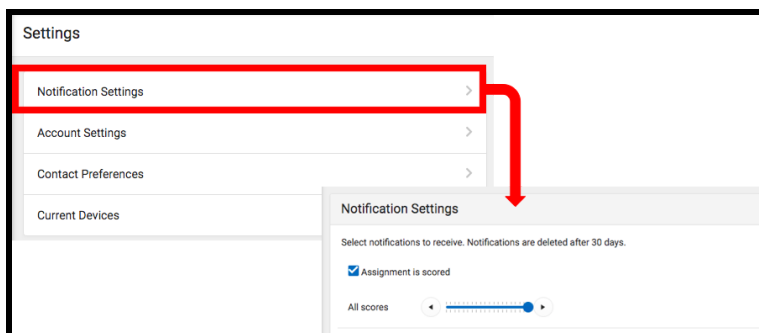 Settings
Notification Settings
Account Settings
Contact Preferences
Current Devices
Notification Settings
Select notifications to receive. Notifications are deleted after 30 days.
Assignment is scored
All scores